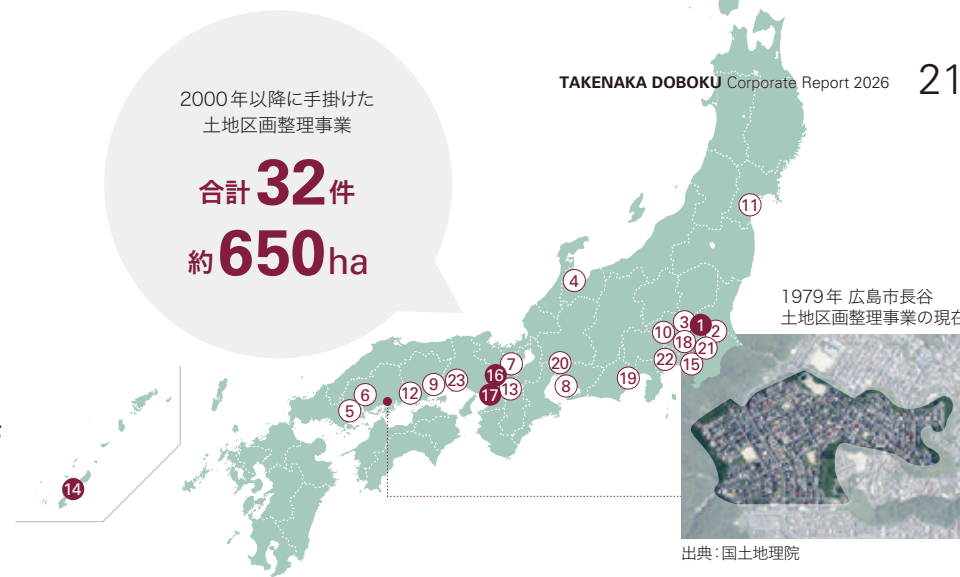 TAKENAKA DOBOKU Corporate Report 2026 21
2000年以降に手掛けた
土地区画整理事業
合計32件
約650ha
11
4
1979年 広島市長谷
土地区画整理事業の現在
3
1
2
10
18
21
22
15
7
20
16
19
8
13
17
23
9
12
6
5
14
出典:国土地理院